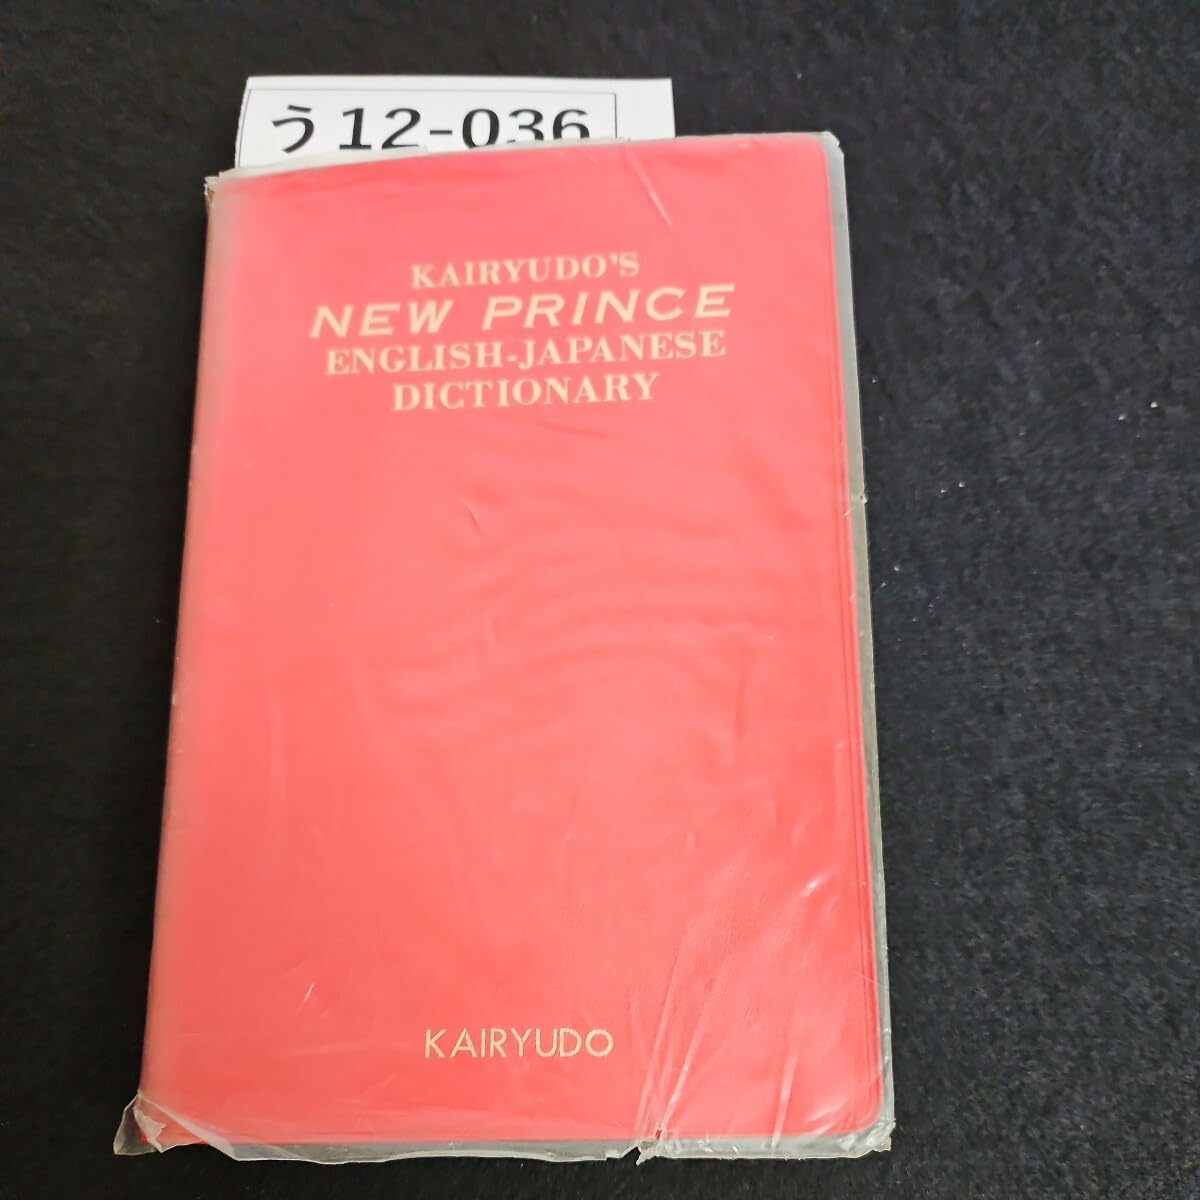 う12-036
KAIRYUDO'S
NEW PRINCE
ENGLISH-JAPANESE
DICTIONARY
KAIRYUDO